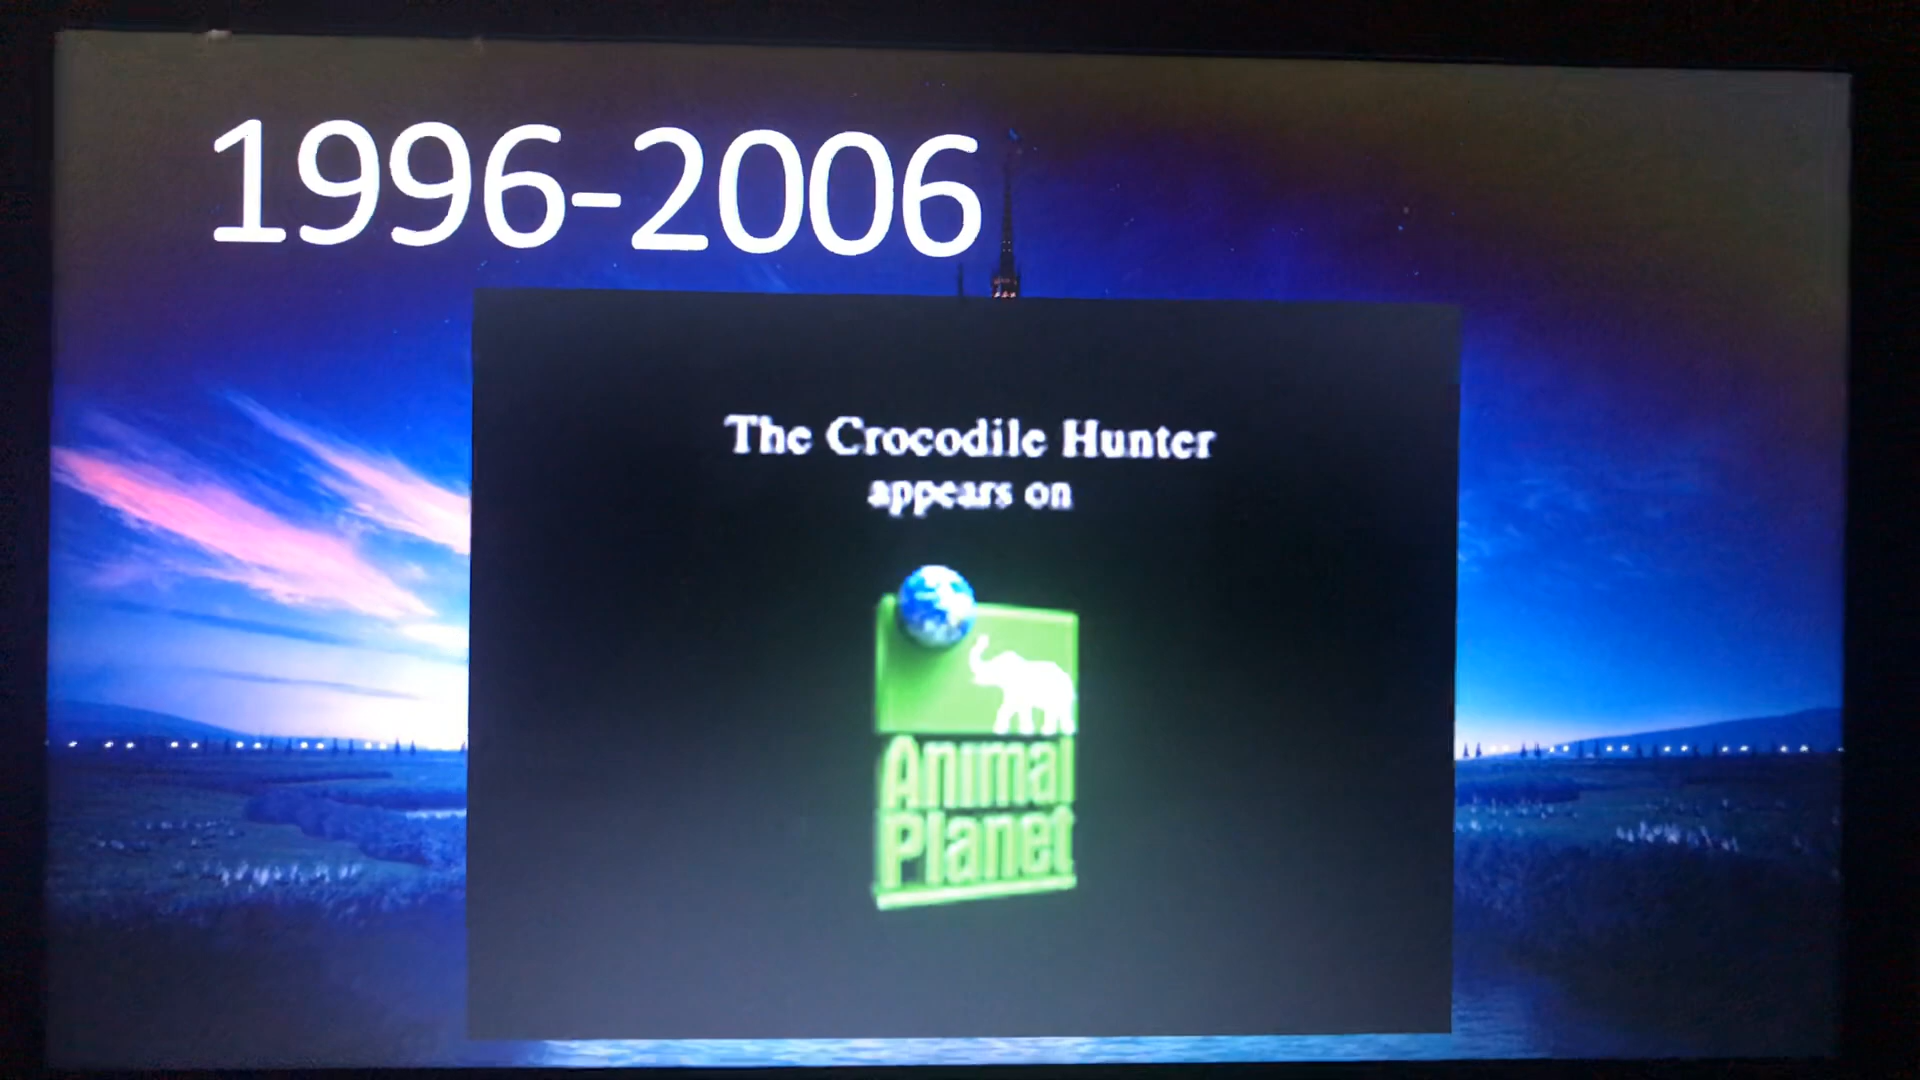 1996-2006
The Crocodile Hunter
appears on
Animal
Planet